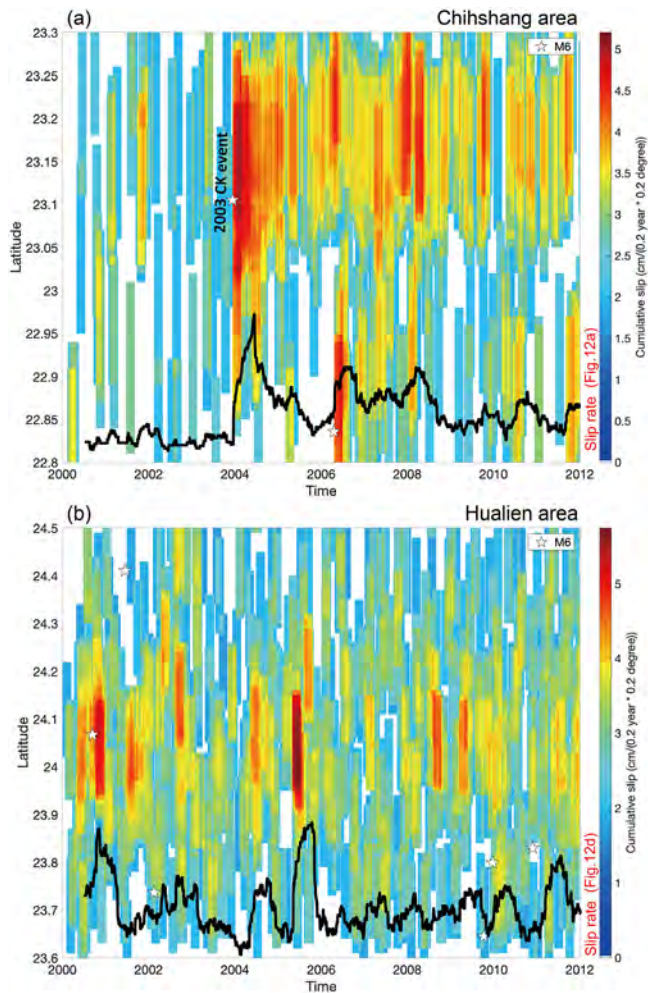 (a) Chihshang area
23.3
☆ M6
23.25
23.2
23.15
23.1
23.05
23
22.95
22.9
22.85
22.8
Latitude
2003 CK event
2000 2002 2004 2006 2008 2010 2012
Time
Slip rate (Fig.12a)
5
4.5
4
3.5
3
2.5
2
1.5
1
0.5
0
Cumulative slip (cm/(0.2 year * 0.2 degree))
(b) Hualien area
24.5
☆ M6
24.4
24.3
24.2
24.1
24
23.9
23.8
23.7
23.6
Latitude
2000 2002 2004 2006 2008 2010 2012
Time
Slip rate (Fig.12d)
5
4
3
2
1
0
Cumulative slip (cm/(0.2 year * 0.2 degree))